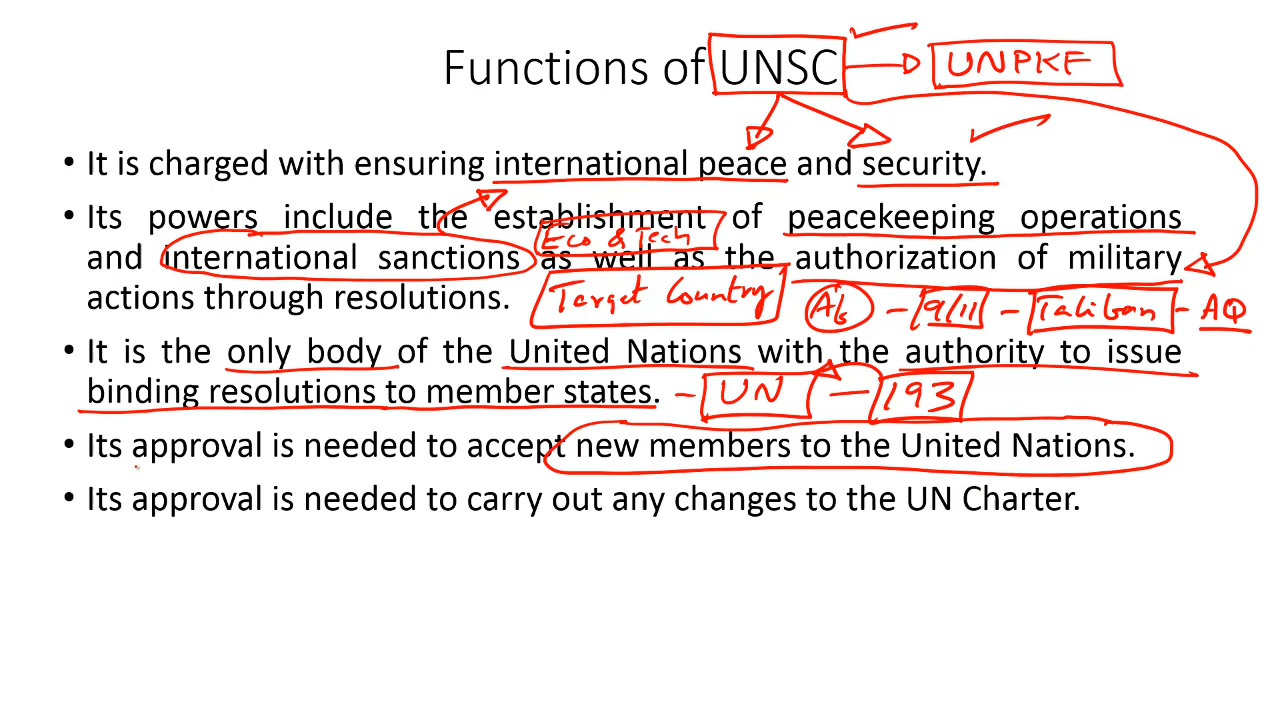 Functions of UNSC → UNPKF
• It is charged with ensuring international peace and security.
• Its powers include the establishment of peacekeeping operations
Eco & Tech
and international sanctions as well as the authorization of military
actions through resolutions. Target Country A/s - 9/11 - Taliban - AQ
• It is the only body of the United Nations with the authority to issue
binding resolutions to member states. - UN - 193
• Its approval is needed to accept new members to the United Nations.
• Its approval is needed to carry out any changes to the UN Charter.